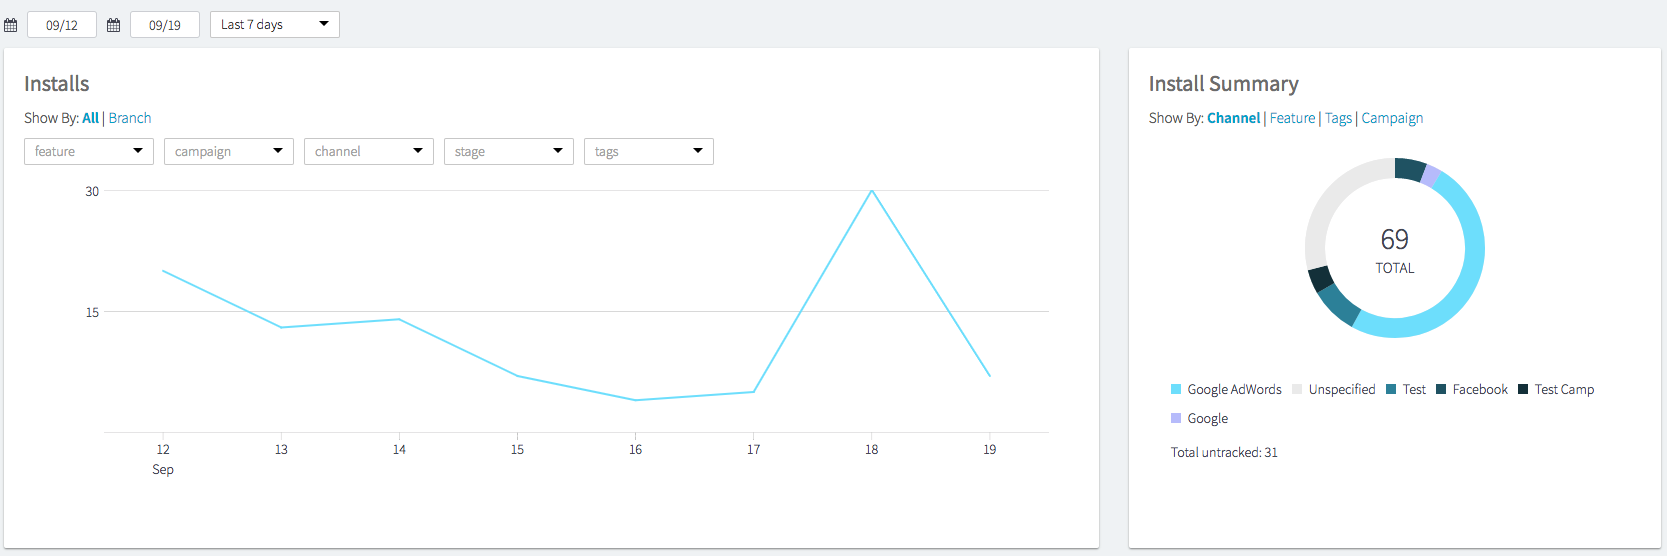 09/12 09/19 Last 7 days
Installs
Show By: All | Branch
feature campaign channel stage tags
30
15
12 13 14 15 16 17 18 19
Sep
Install Summary
Show By: Channel | Feature | Tags | Campaign
69
TOTAL
Google AdWords Unspecified Test Facebook Test Camp
Google
Total untracked: 31